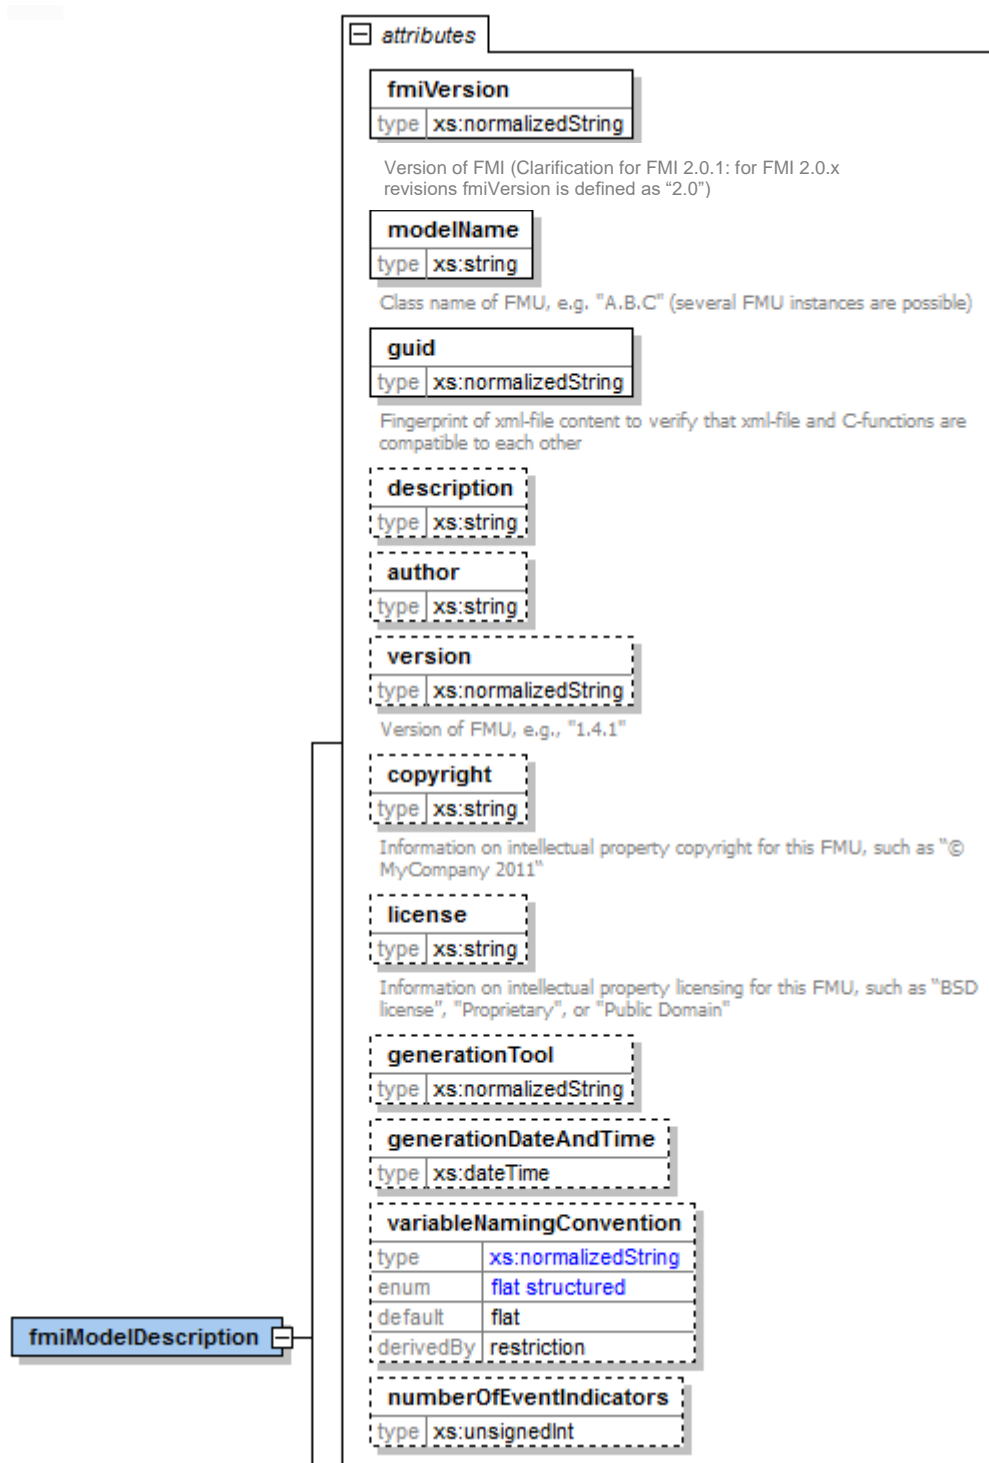 attributes
fmiVersion
type xs:normalizedString
Version of FMI (Clarification for FMI 2.0.1: for FMI 2.0.x
revisions fmiVersion is defined as “2.0”)
modelName
type xs:string
Class name of FMU, e.g. "A.B.C" (several FMU instances are possible)
guid
type xs:normalizedString
Fingerprint of xml-file content to verify that xml-file and C-functions are
compatible to each other
description
type xs:string
author
type xs:string
version
type xs:normalizedString
Version of FMU, e.g., "1.4.1"
copyright
type xs:string
Information on intellectual property copyright for this FMU, such as “©
MyCompany 2011“
license
type xs:string
Information on intellectual property licensing for this FMU, such as “BSD
license”, "Proprietary", or "Public Domain"
generationTool
type xs:normalizedString
generationDateAndTime
type xs:dateTime
variableNamingConvention
type xs:normalizedString
enum flat structured
default flat
derivedBy restriction
fmiModelDescription
numberOfEventIndicators
type xs:unsignedInt